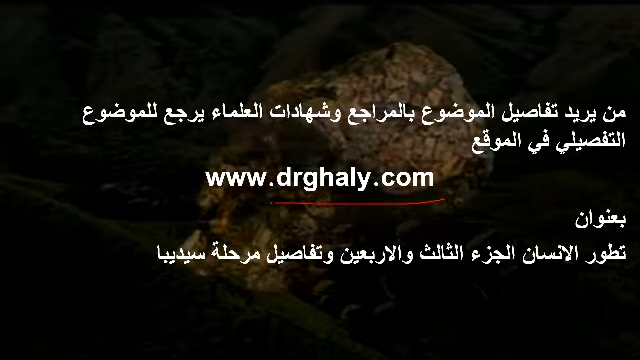 من يريد تفاصيل الموضوع بالمراجع وشهادات العلماء يرجع للموضوع
التفصيلي في الموقع
www.drghaly.com
بعنوان
تطور الانسان الجزء الثالث والاربعين وتفاصيل مرحلة سيديبا